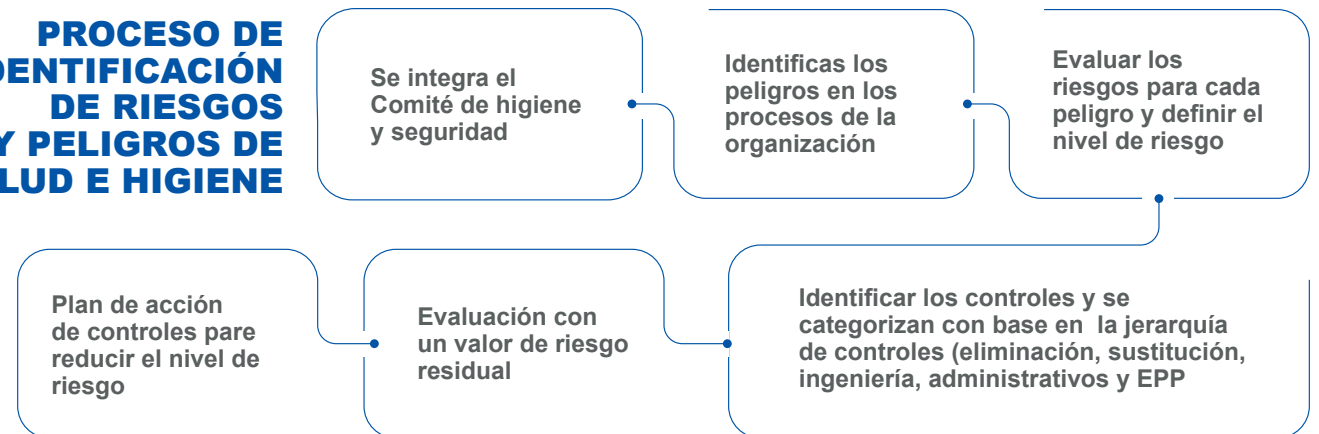 PROCESO DE
DENTIFICACIÓN
DE RIESGOS
Y PELIGROS DE
LUD E HIGIENE
Se integra el
Comité de higiene
y seguridad
Identificas los
peligros en los
procesos de la
organización
Evaluar los
riesgos para cada
peligro y definir el
nivel de riesgo
Identificar los controles y se
categorizan con base en  la jerarquía
de controles (eliminación, sustitución,
ingeniería, administrativos y EPP
Evaluación con
un valor de riesgo
residual
Plan de acción
de controles pare
reducir el nivel de
riesgo